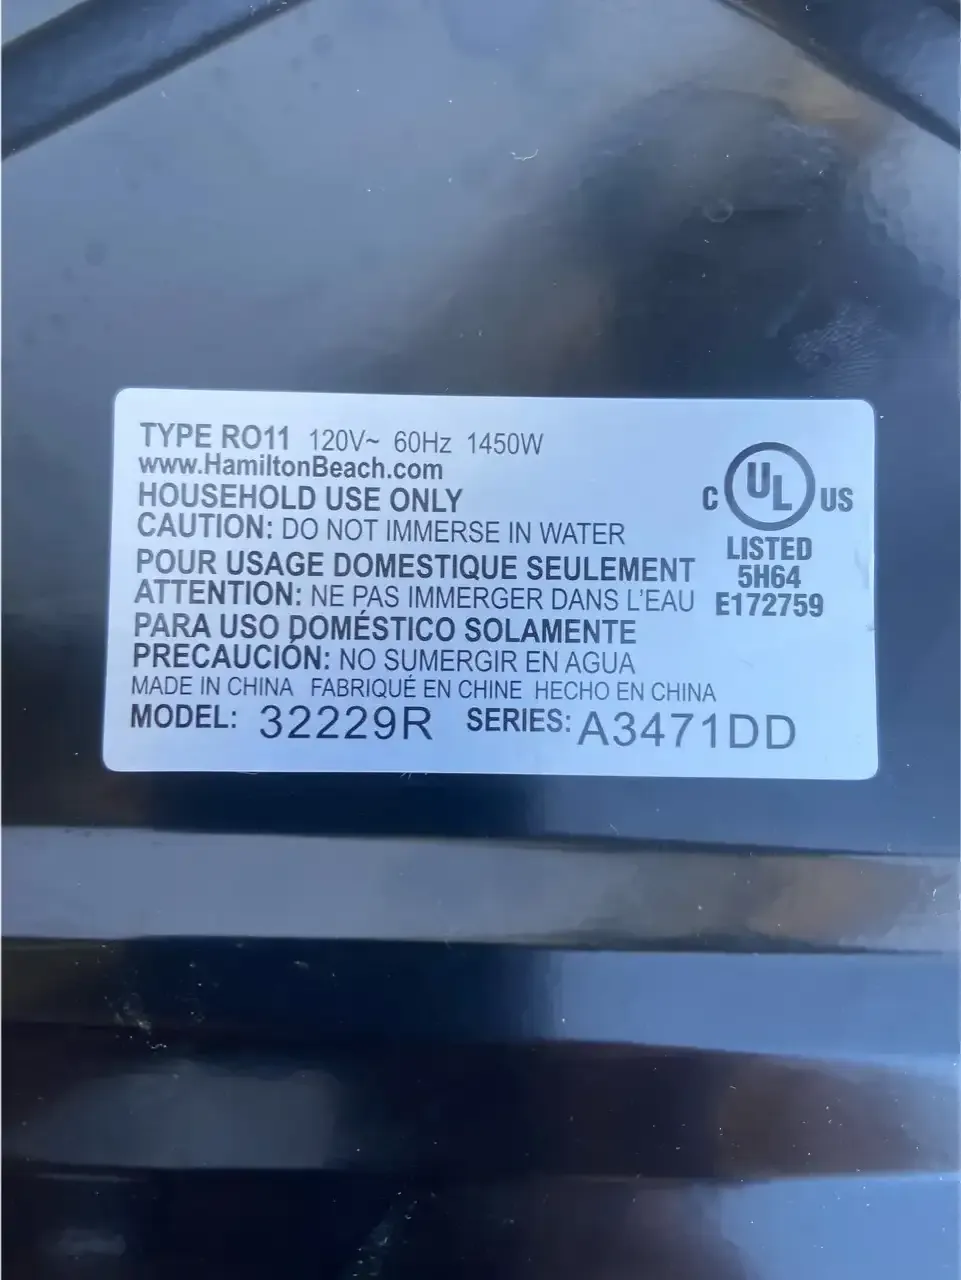 TYPE RO11 120V~ 60Hz 1450W
www.HamiltonBeach.com
HOUSEHOLD USE ONLY
CAUTION: DO NOT IMMERSE IN WATER
POUR USAGE DOMESTIQUE SEULEMENT
ATTENTION: NE PAS IMMERGER DANS L'EAU
PARA USO DOMÉSTICO SOLAMENTE
PRECAUCIÓN: NO SUMERGIR EN AGUA
MADE IN CHINA FABRIQUÉ EN CHINE HECHO EN CHINA
MODEL: 32229R SERIES: A3471DD
C UL US
LISTED
5H64
E172759